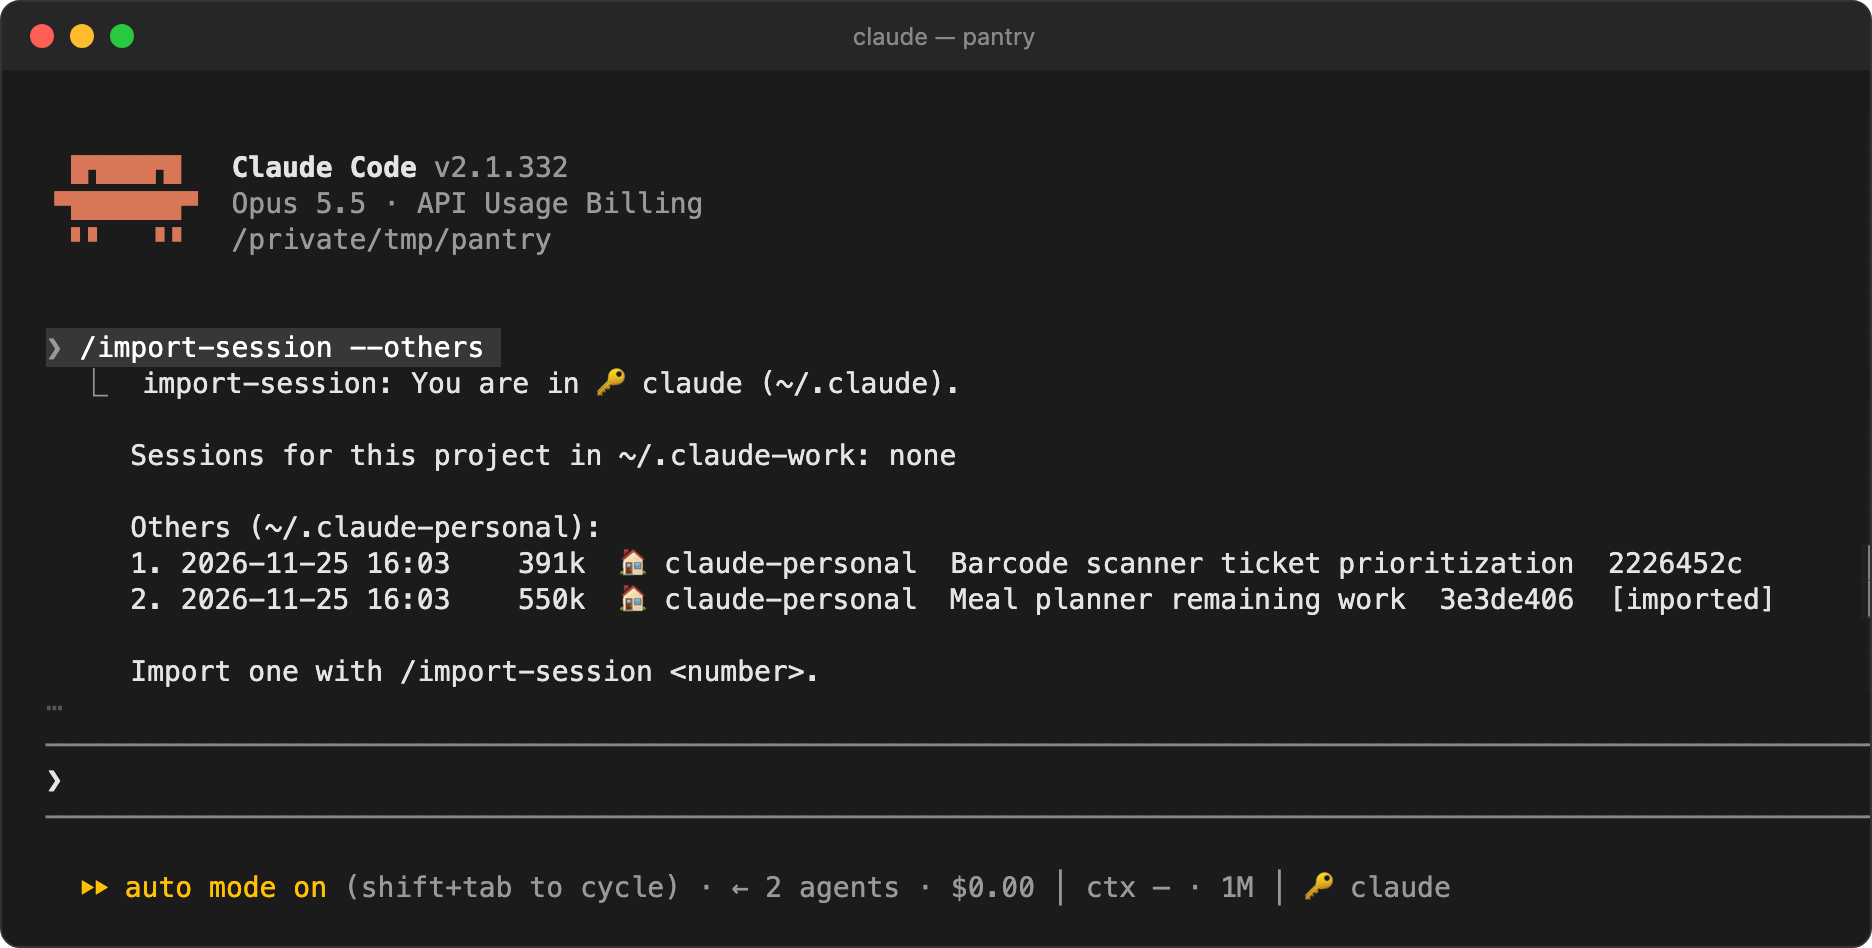 claude — pantry
Claude Code v2.1.332
Opus 5.5 · API Usage Billing
/private/tmp/pantry
❯ /import-session --others
⎿ import-session: You are in 🔑 claude (~/.claude).
Sessions for this project in ~/.claude-work: none
Others (~/.claude-personal):
1. 2026-11-25 16:03    391k  🏠 claude-personal  Barcode scanner ticket prioritization  2226452c
2. 2026-11-25 16:03    550k  🏠 claude-personal  Meal planner remaining work  3e3de406  [imported]
Import one with /import-session <number>.
…
❯
⏵⏵ auto mode on (shift+tab to cycle) · ← 2 agents · $0.00 │ ctx — · 1M │ 🔑 claude